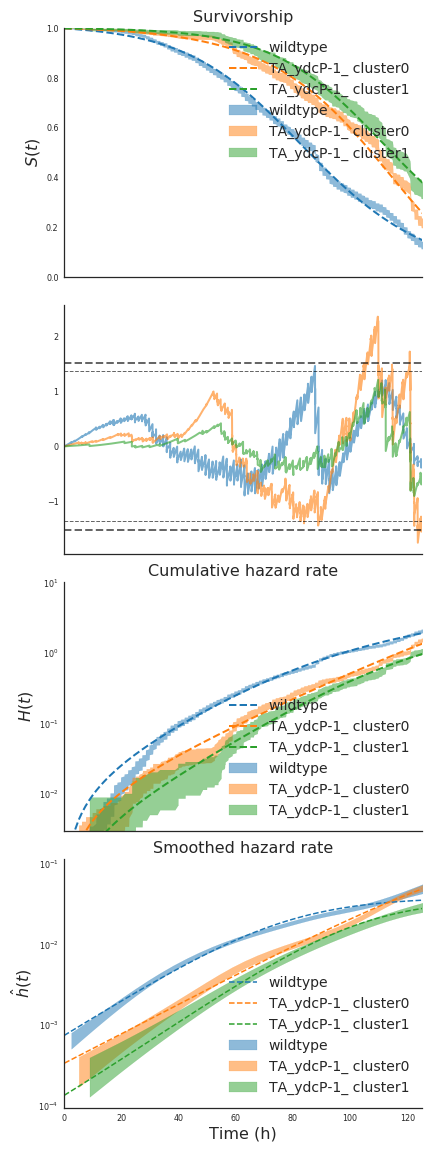 Survivorship
1.0
0.8
0.6
0.4
0.2
0.0
S(t)
wildtype
TA_ydcP-1_ cluster0
TA_ydcP-1_ cluster1
wildtype
TA_ydcP-1_ cluster0
TA_ydcP-1_ cluster1
2
1
0
−1
Cumulative hazard rate
10¹
10⁰
10⁻¹
10⁻²
H(t)
wildtype
TA_ydcP-1_ cluster0
TA_ydcP-1_ cluster1
wildtype
TA_ydcP-1_ cluster0
TA_ydcP-1_ cluster1
Smoothed hazard rate
10⁻¹
10⁻²
10⁻³
10⁻⁴
ĥ(t)
wildtype
TA_ydcP-1_ cluster0
TA_ydcP-1_ cluster1
wildtype
TA_ydcP-1_ cluster0
TA_ydcP-1_ cluster1
0 20 40 60 80 100 120
Time (h)